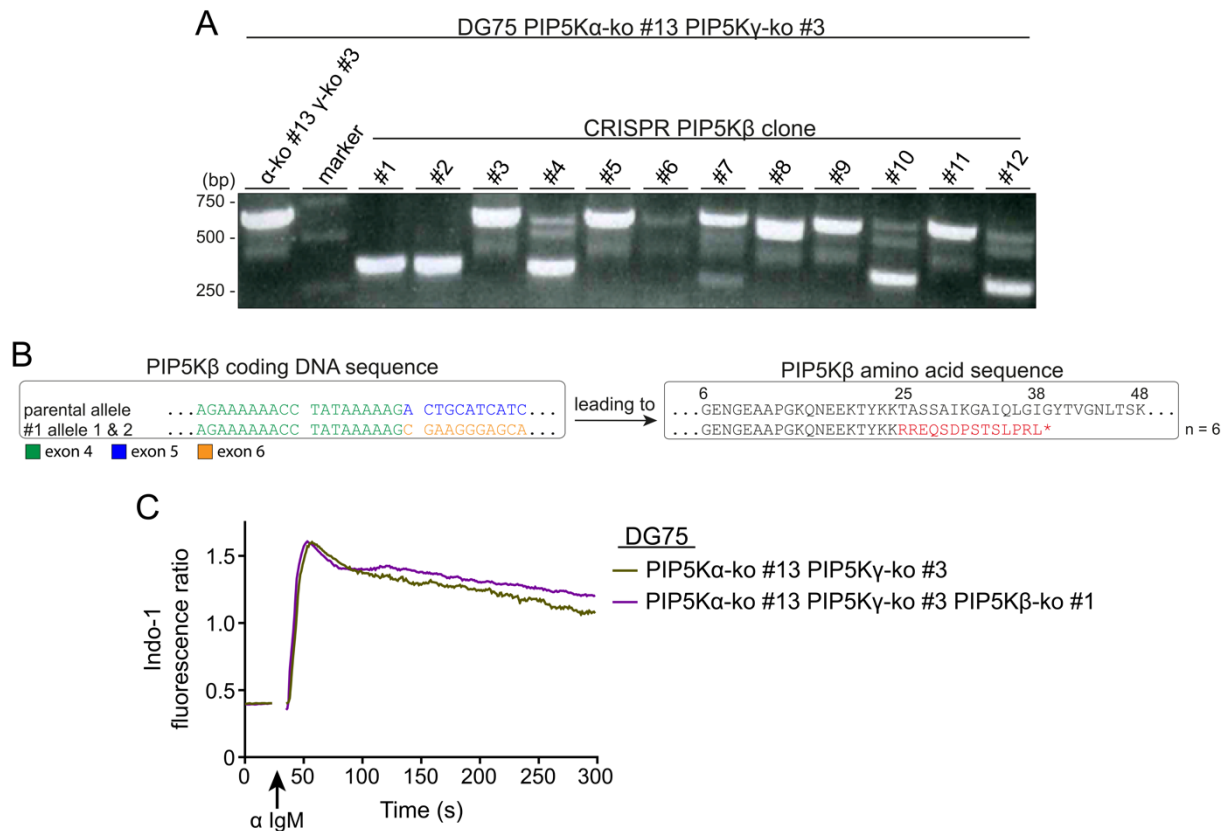 A
DG75 PIP5Kα-ko #13 PIP5Kγ-ko #3
CRISPR PIP5Kβ clone
α-ko #13 γ-ko #3
marker
#1 #2 #3 #4 #5 #6 #7 #8 #9 #10 #11 #12
(bp)
750 -
500 -
250 -
B
PIP5Kβ coding DNA sequence
parental allele ...AGAAAAAACC TATAAAAAGA CTGCATCATC...
#1 allele 1 & 2 ...AGAAAAAACC TATAAAAAGC GAAGGGAGCA...
exon 4 exon 5 exon 6
leading to
PIP5Kβ amino acid sequence
6 25 38 48
...GENGEAAPGKQNEEKTYKKTASSAIKGAIQLGIGYTVGNLTSK...
...GENGEAAPGKQNEEKTYKKRREQSDPSTSLPRL*
n = 6
C
Indo-1
fluorescence ratio
1.5
1.0
0.5
0
0 50 100 150 200 250 300
α IgM
Time (s)
DG75
PIP5Kα-ko #13 PIP5Kγ-ko #3
PIP5Kα-ko #13 PIP5Kγ-ko #3 PIP5Kβ-ko #1